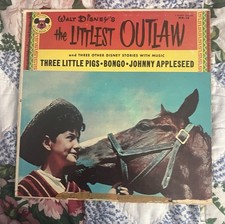 WALT DISNEY'S
the LITTLEST OUTLAW
and THREE OTHER DISNEY STORIES WITH MUSIC
THREE LITTLE PIGS • BONGO • JOHNNY APPLESEED